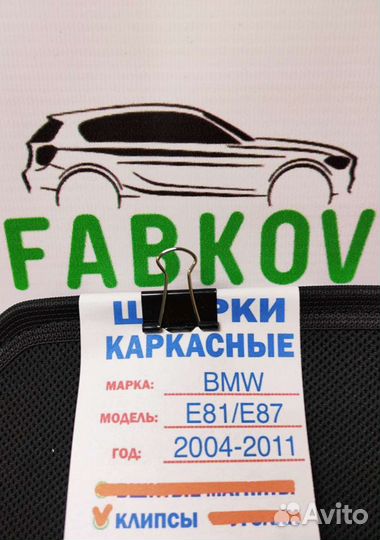 FABKOV
КАРКАСНЫЕ
МАРКА: BMW
МОДЕЛЬ: E81/E87
ГОД: 2004-2011
КЛИПСЫ
Avito